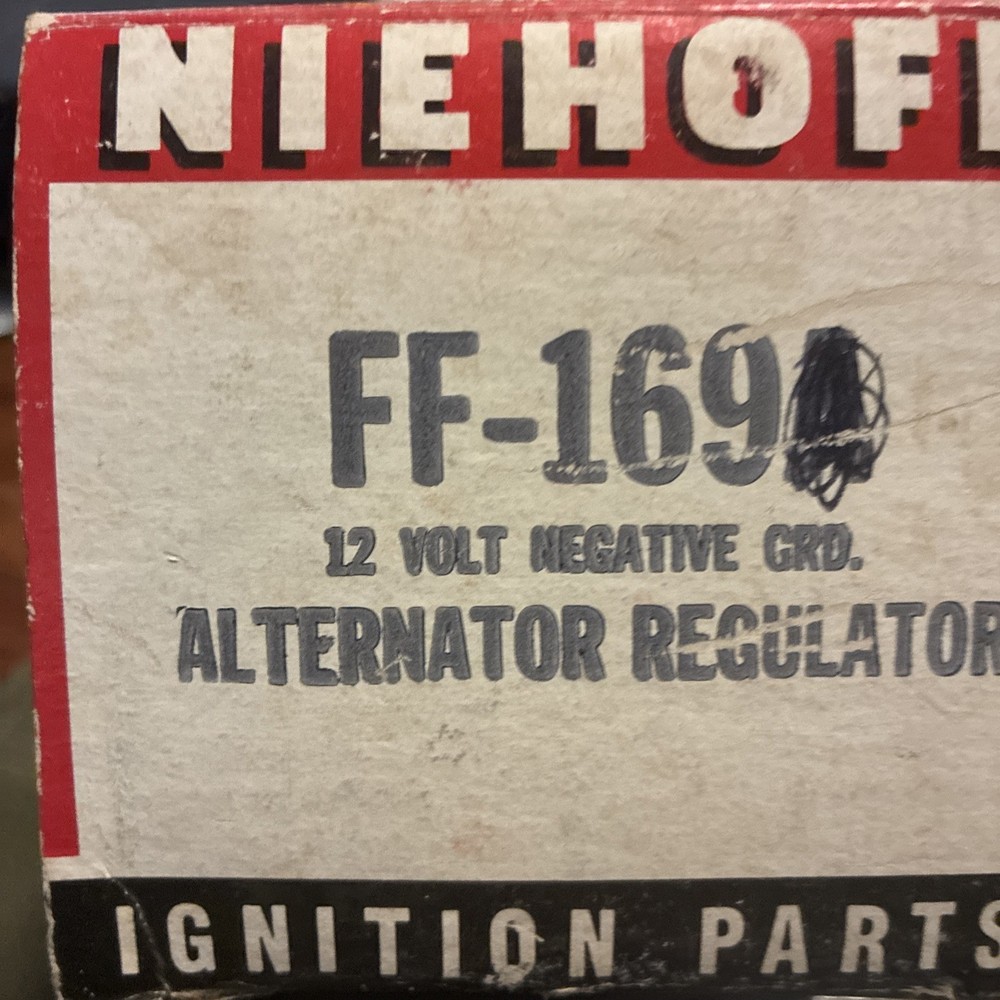 NIEHOFF
FF-169
12 VOLT NEGATIVE GRD.
ALTERNATOR REGULATOR
IGNITION PARTS